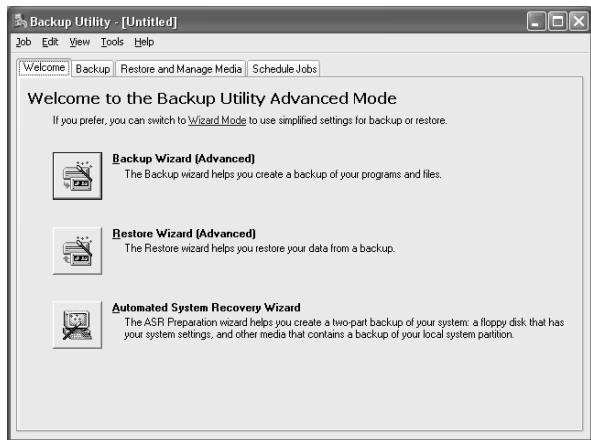 Backup Utility - [Untitled]
Job Edit View Tools Help
Welcome Backup Restore and Manage Media Schedule Jobs
Welcome to the Backup Utility Advanced Mode
If you prefer, you can switch to Wizard Mode to use simplified settings for backup or restore.
Backup Wizard (Advanced)
The Backup wizard helps you create a backup of your programs and files.
Restore Wizard (Advanced)
The Restore wizard helps you restore your data from a backup.
Automated System Recovery Wizard
The ASR Preparation wizard helps you create a two-part backup of your system: a floppy disk that has
your system settings, and other media that contains a backup of your local system partition.